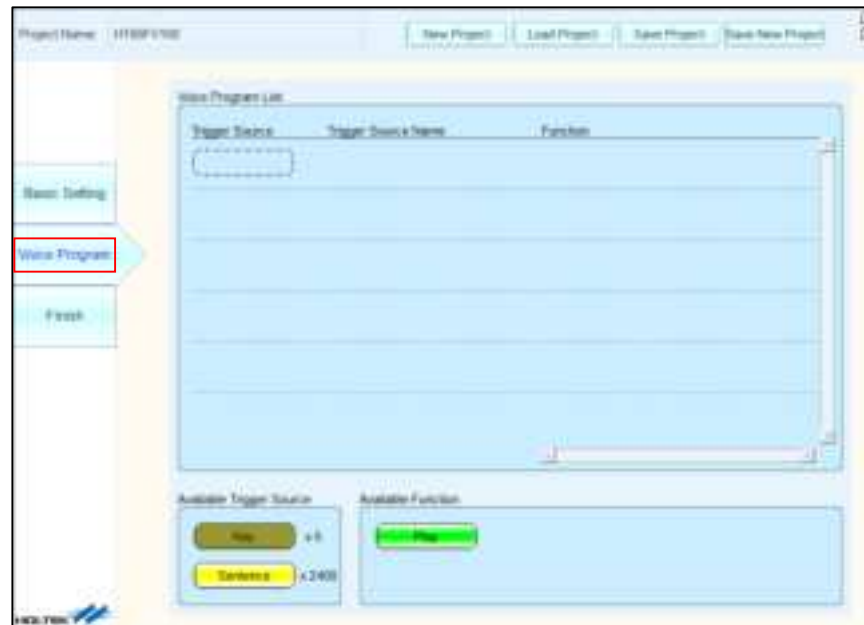 Project Name
New Project
Load Project
Save Project
Save New Project
Voice Program List
Trigger Source
Trigger Source Name
Function
Basic Setting
Voice Program
Finish
Available Trigger Source
Available Function
Key
Play
Sentence
x 2400
HOLTEK